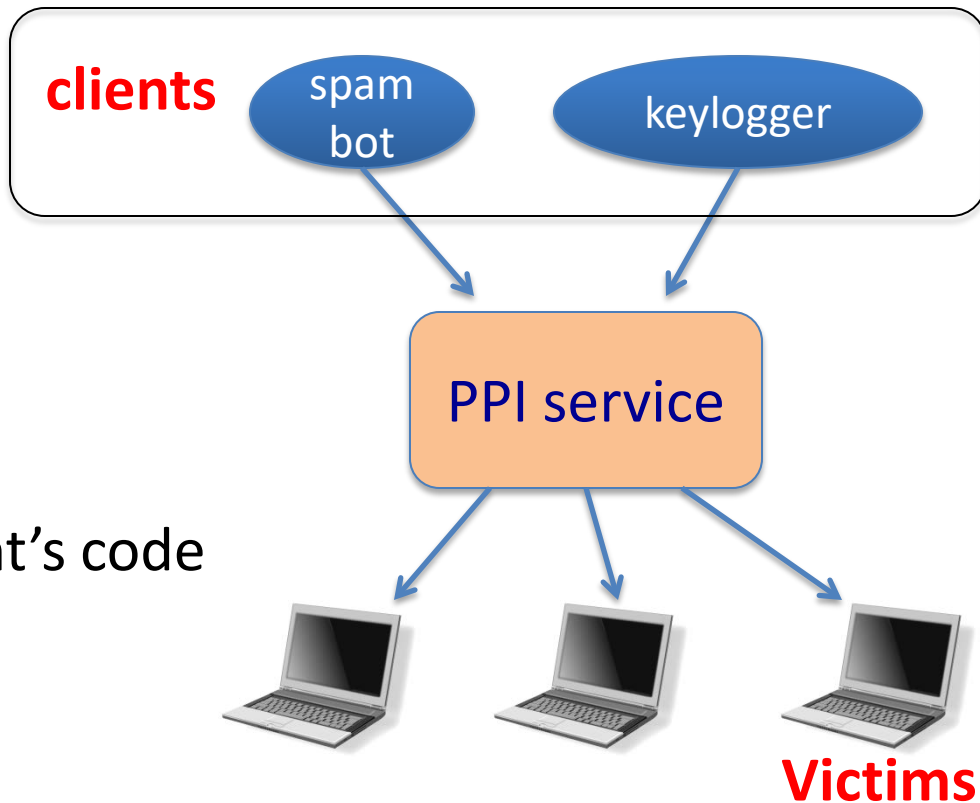 clients
spam
bot
keylogger
PPI service
t’s code
Victims